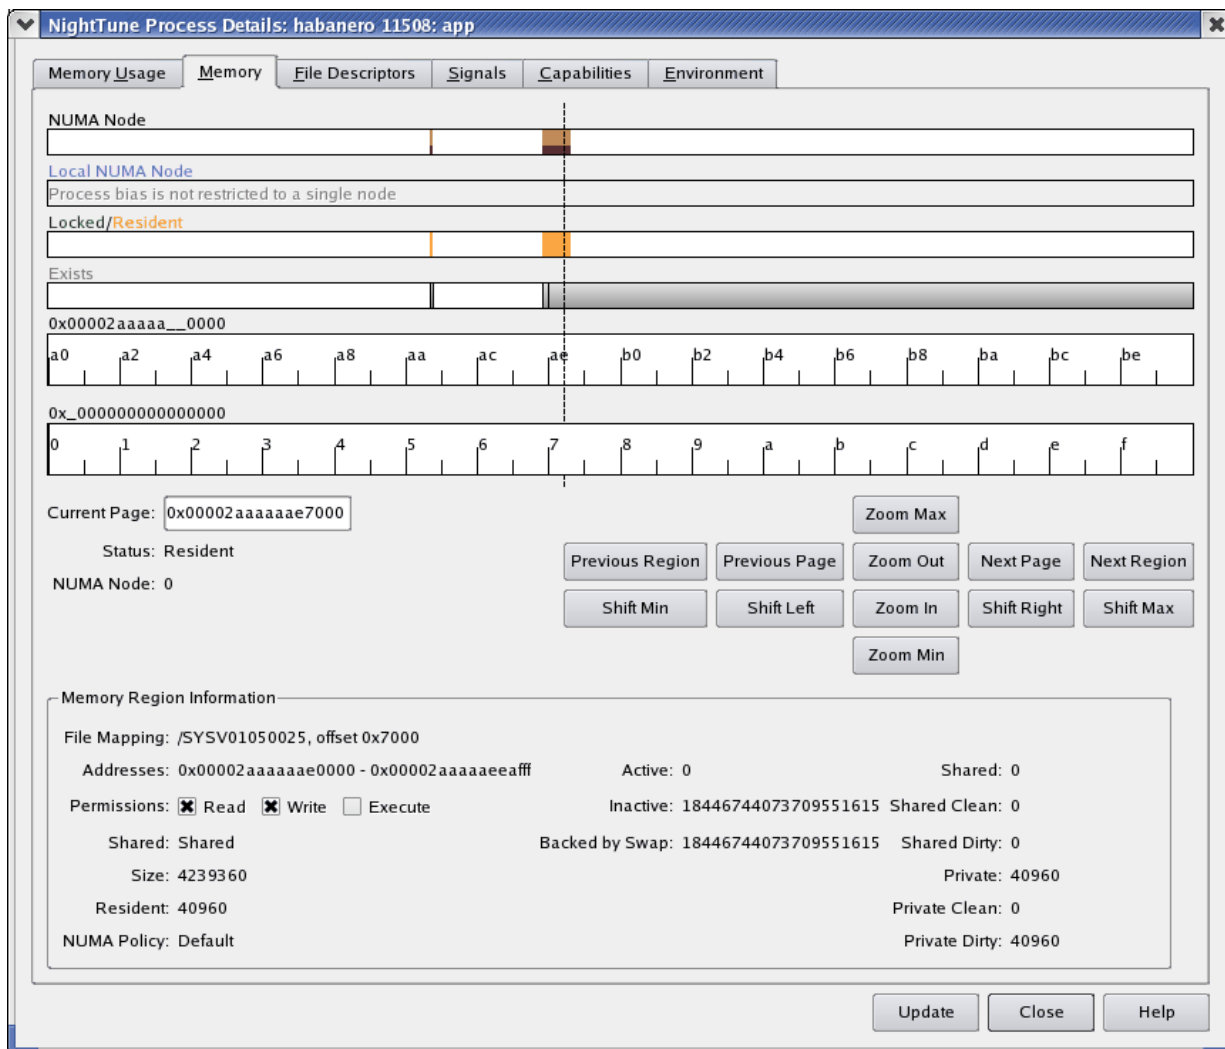 NightTune Process Details: habanero 11508: app
Memory Usage Memory File Descriptors Signals Capabilities Environment
NUMA Node
Local NUMA Node
Process bias is not restricted to a single node
Locked/Resident
Exists
0x00002aaaaa__0000
a0 a2 a4 a6 a8 aa ac ae b0 b2 b4 b6 b8 ba bc be
0x_000000000000000
0 1 2 3 4 5 6 7 8 9 a b c d e f
Current Page: 0x00002aaaaaae7000 Zoom Max
Status: Resident
Previous Region Previous Page Zoom Out Next Page Next Region
NUMA Node: 0
Shift Min Shift Left Zoom In Shift Right Shift Max
Zoom Min
Memory Region Information
File Mapping: /SYSV01050025, offset 0x7000
Addresses: 0x00002aaaaaae0000 - 0x00002aaaaaeeafff Active: 0 Shared: 0
Permissions: Read Write Execute Inactive: 18446744073709551615 Shared Clean: 0
Shared: Shared Backed by Swap: 18446744073709551615 Shared Dirty: 0
Size: 4239360 Private: 40960
Resident: 40960 Private Clean: 0
NUMA Policy: Default Private Dirty: 40960
Update Close Help